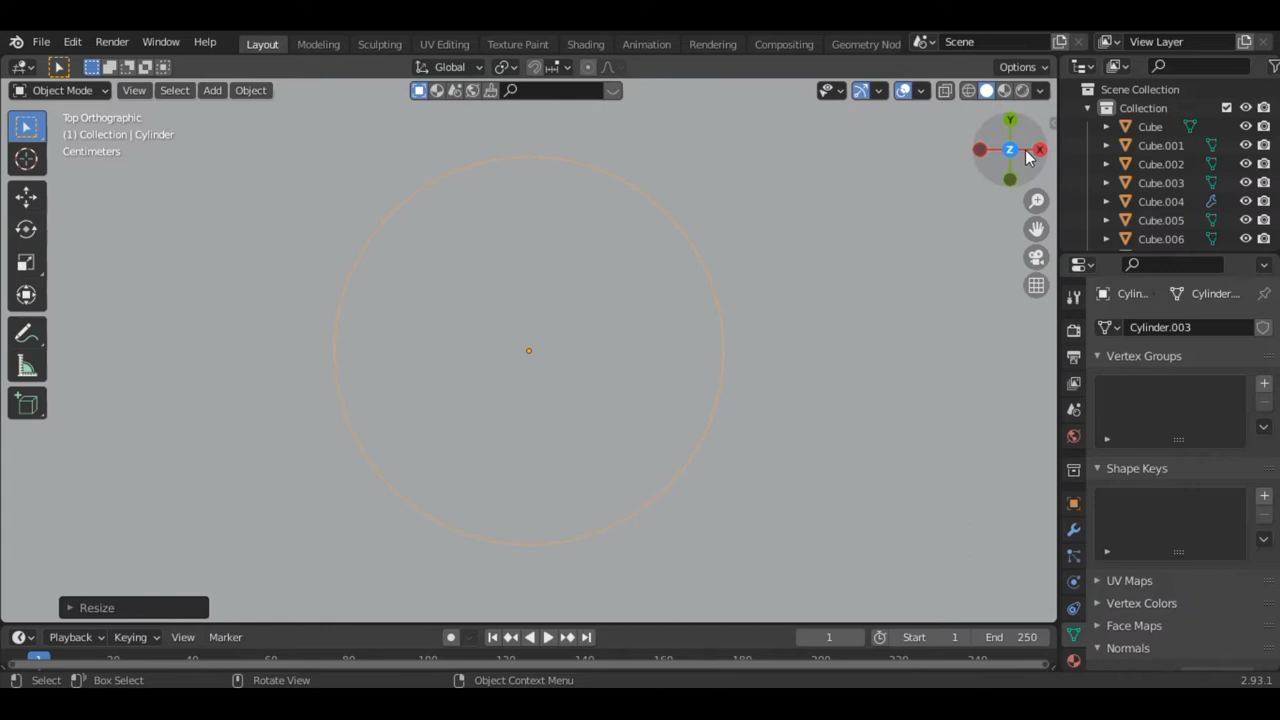 File Edit Render Window Help Layout Modeling Sculpting UV Editing Texture Paint Shading Animation Rendering Compositing Geometry Nod Scene View Layer
Global Options
Object Mode View Select Add Object
Top Orthographic
(1) Collection | Cylinder
Centimeters
Y
Z X
Scene Collection
Collection
Cube
Cube.001
Cube.002
Cube.003
Cube.004
Cube.005
Cube.006
Cylin... Cylinder....
Cylinder.003
Vertex Groups
Shape Keys
UV Maps
Vertex Colors
Face Maps
Normals
Resize
Playback Keying View Marker 1 Start 1 End 250
1
Select Box Select Rotate View Object Context Menu 2.93.1